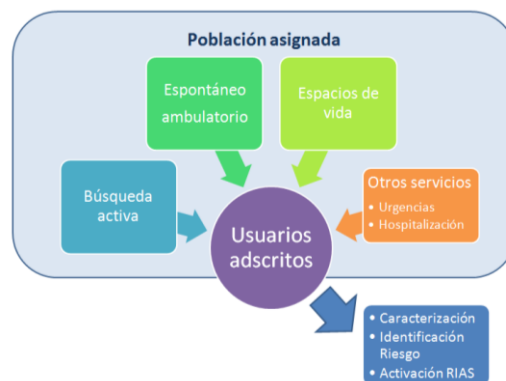 Población asignada
Espontáneo
ambulatorio
Espacios de
vida
Búsqueda
activa
Otros servicios
• Urgencias
• Hospitalización
Usuarios
adscritos
• Caracterización
• Identificación
Riesgo
• Activación RIAS